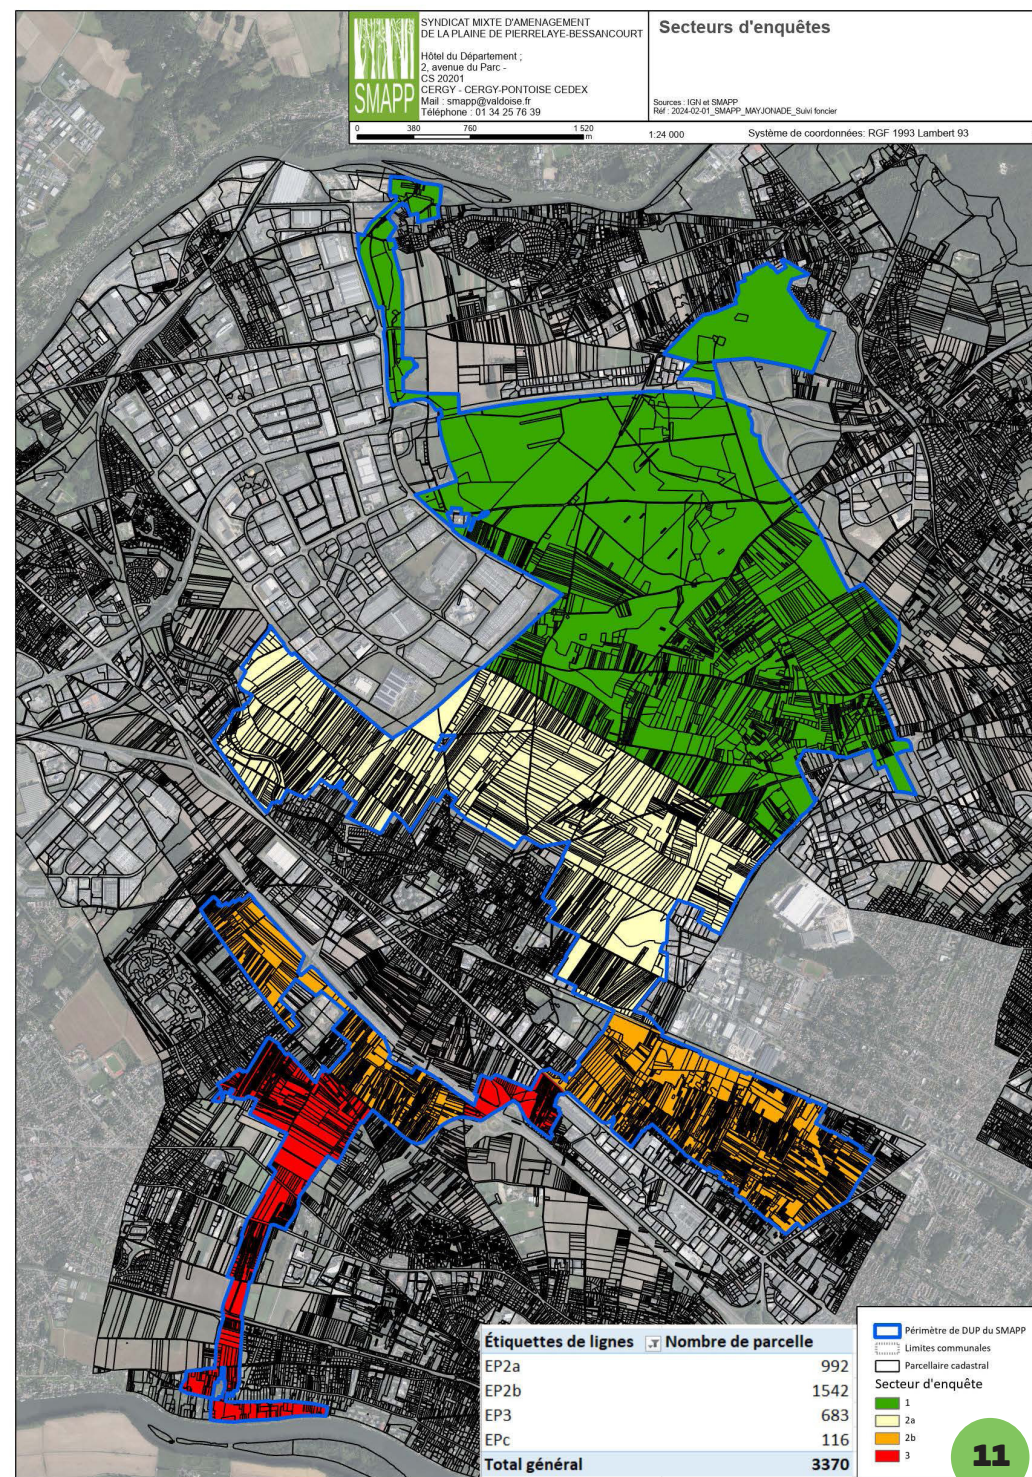 SMAPP
SYNDICAT MIXTE D'AMENAGEMENT
DE LA PLAINE DE PIERRELAYE-BESSANCOURT
Hôtel du Département ;
2, avenue du Parc -
CS 20201
CERGY - CERGY-PONTOISE CEDEX
Mail : smapp@valdoise.fr
Téléphone : 01 34 25 76 39
Secteurs d'enquêtes
Sources : IGN et SMAPP
Réf : 2024-02-01_SMAPP_MAYJONADE_Suivi foncier
0 380 760 1 520
m
1:24 000
Système de coordonnées: RGF 1993 Lambert 93
Étiquettes de lignes Nombre de parcelle
EP2a 992
EP2b 1542
EP3 683
EPc 116
Total général 3370
Périmètre de DUP du SMAPP
Limites communales
Parcellaire cadastral
Secteur d'enquête
1
2a
2b
3
11